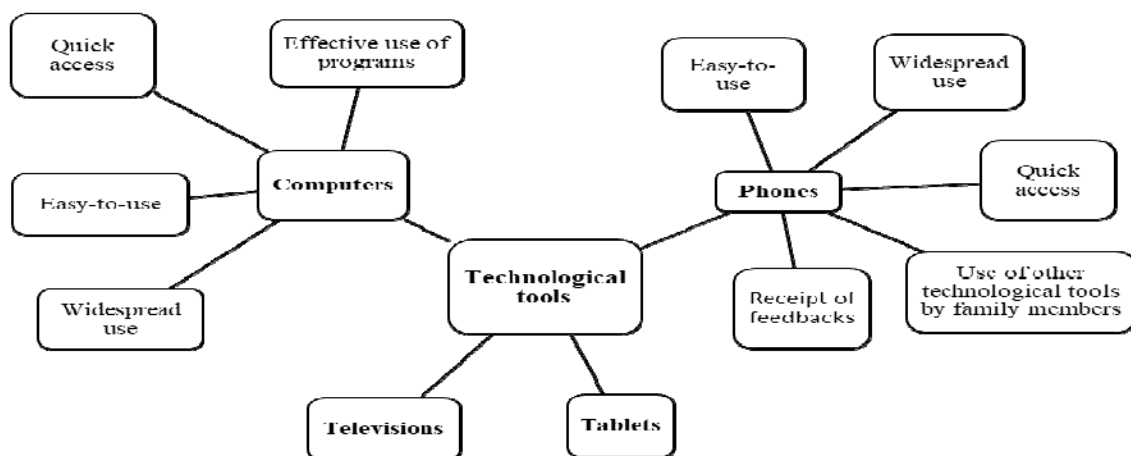 Quick
access
Effective use of
programs
Easy-to-
use
Widespread
use
Computers
Phones
Quick
access
Easy-to-use
Technological
tools
Use of other
technological tools
by family members
Widespread
use
Receipt of
feedbacks
Televisions
Tablets